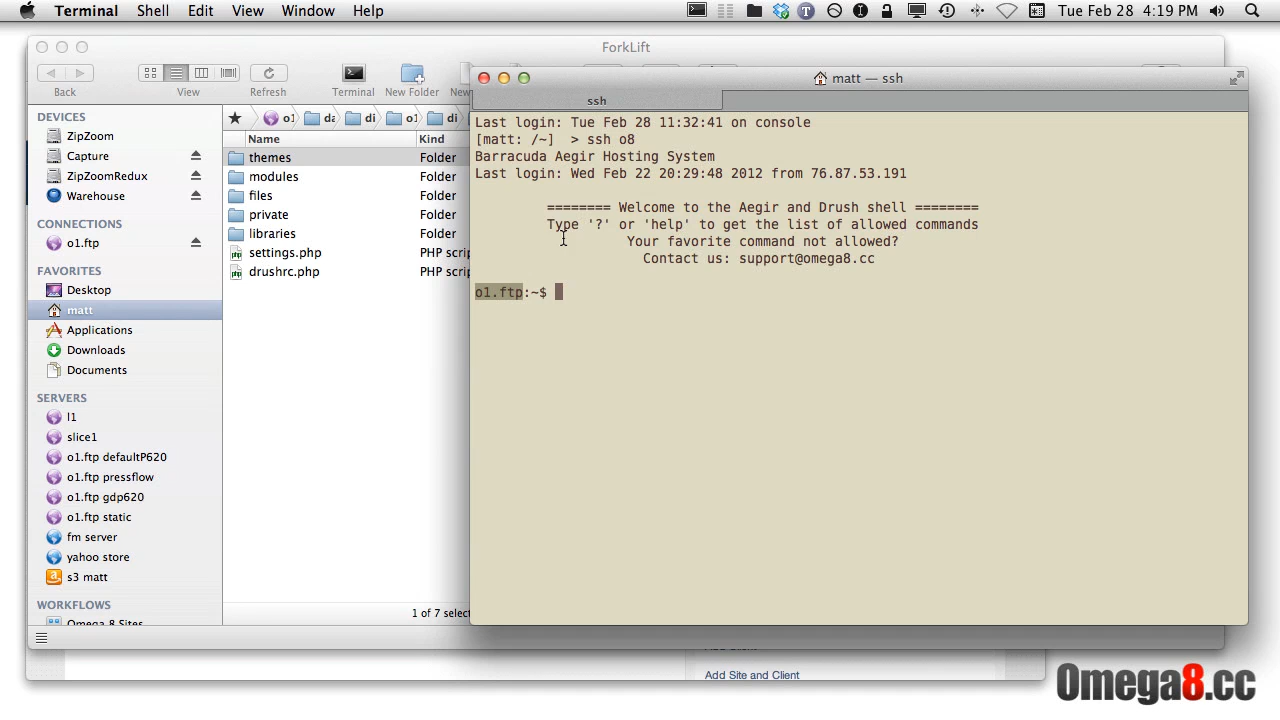 Terminal Shell Edit View Window Help Tue Feb 28 4:19 PM
ForkLift
Back View Refresh Terminal New Folder New
DEVICES
ZipZoom
Capture
ZipZoomRedux
Warehouse
CONNECTIONS
o1.ftp
FAVORITES
Desktop
matt
Applications
Downloads
Documents
SERVERS
l1
slice1
o1.ftp defaultP620
o1.ftp pressflow
o1.ftp gdp620
o1.ftp static
fm server
yahoo store
s3 matt
WORKFLOWS
Omega 8 Sites
Name Kind
themes Folder
modules Folder
files Folder
private Folder
libraries Folder
settings.php PHP scrip
drushrc.php PHP scrip
1 of 7 select
matt — ssh
ssh
Last login: Tue Feb 28 11:32:41 on console
[matt: /~] > ssh o8
Barracuda Aegir Hosting System
Last login: Wed Feb 22 20:29:48 2012 from 76.87.53.191
======== Welcome to the Aegir and Drush shell ========
Type '?' or 'help' to get the list of allowed commands
Your favorite command not allowed?
Contact us: support@omega8.cc
o1.ftp:~$
Add Site and Client
Omega8.cc